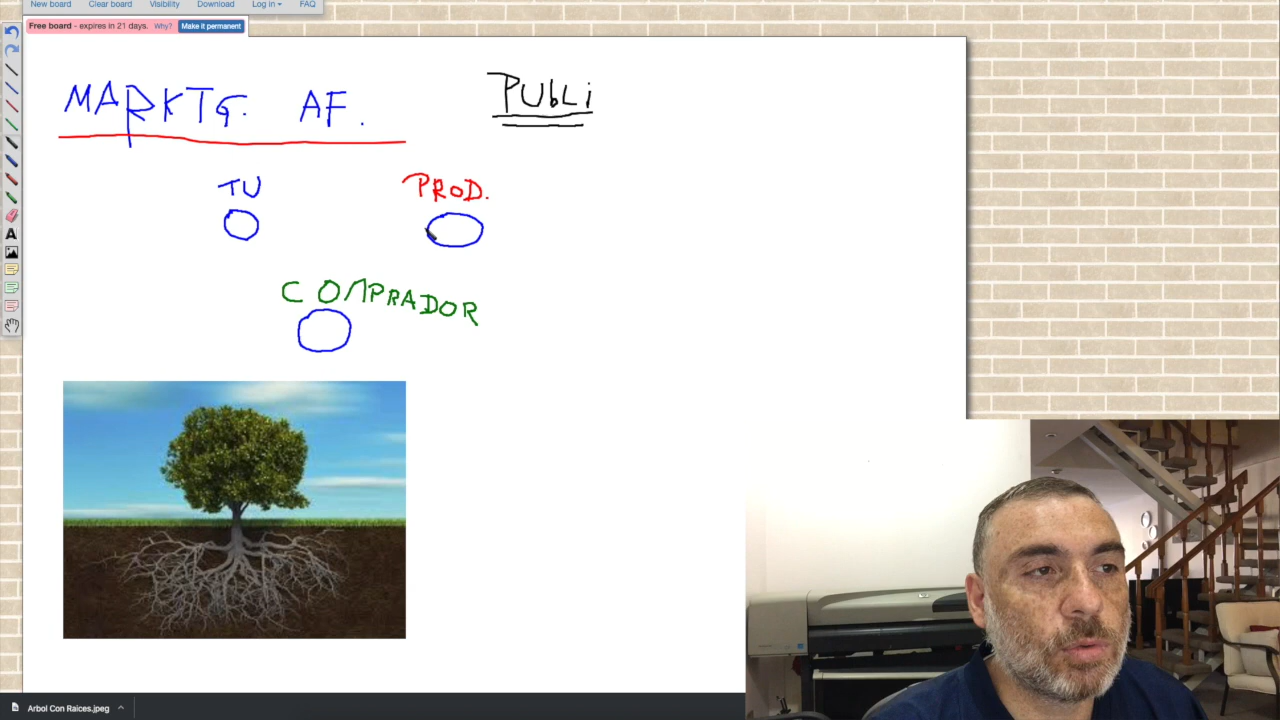 New board Clear board Visibility Download Log in FAQ
Free board - expires in 21 days. Why? Make it permanent
MARKTG. AF.
PUBLI
TU
PROD.
COMPRADOR
A
Arbol Con Raices.jpeg